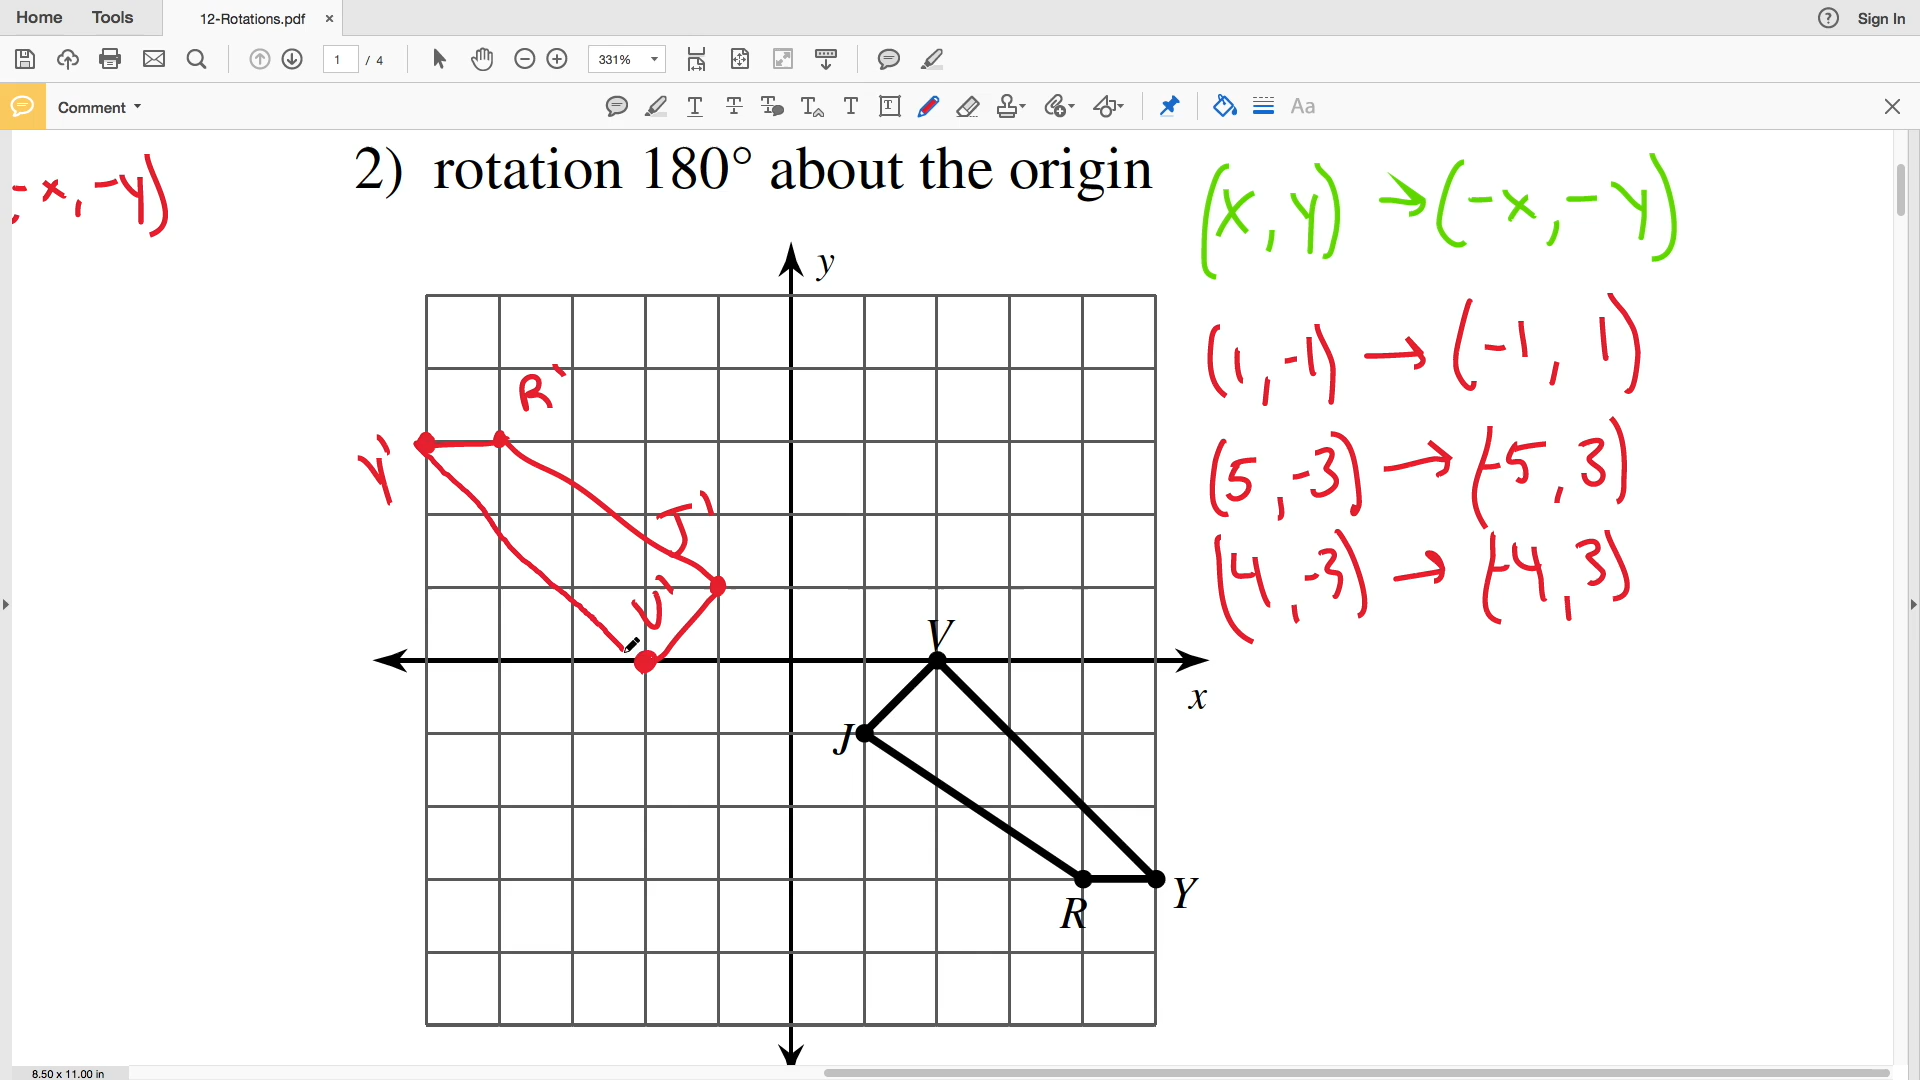 Home Tools 12-Rotations.pdf × ? Sign In
1 / 4 331%
Comment T T T T T T Aa
-x, -y)
2) rotation 180° about the origin
(x, y) → (-x, -y)
y
(1, -1) → (-1, 1)
R'
(5, -3) → (-5, 3)
Y'
J'
(4, -3) → (-4, 3)
V'
V
x
J
Y
R
8.50 x 11.00 in